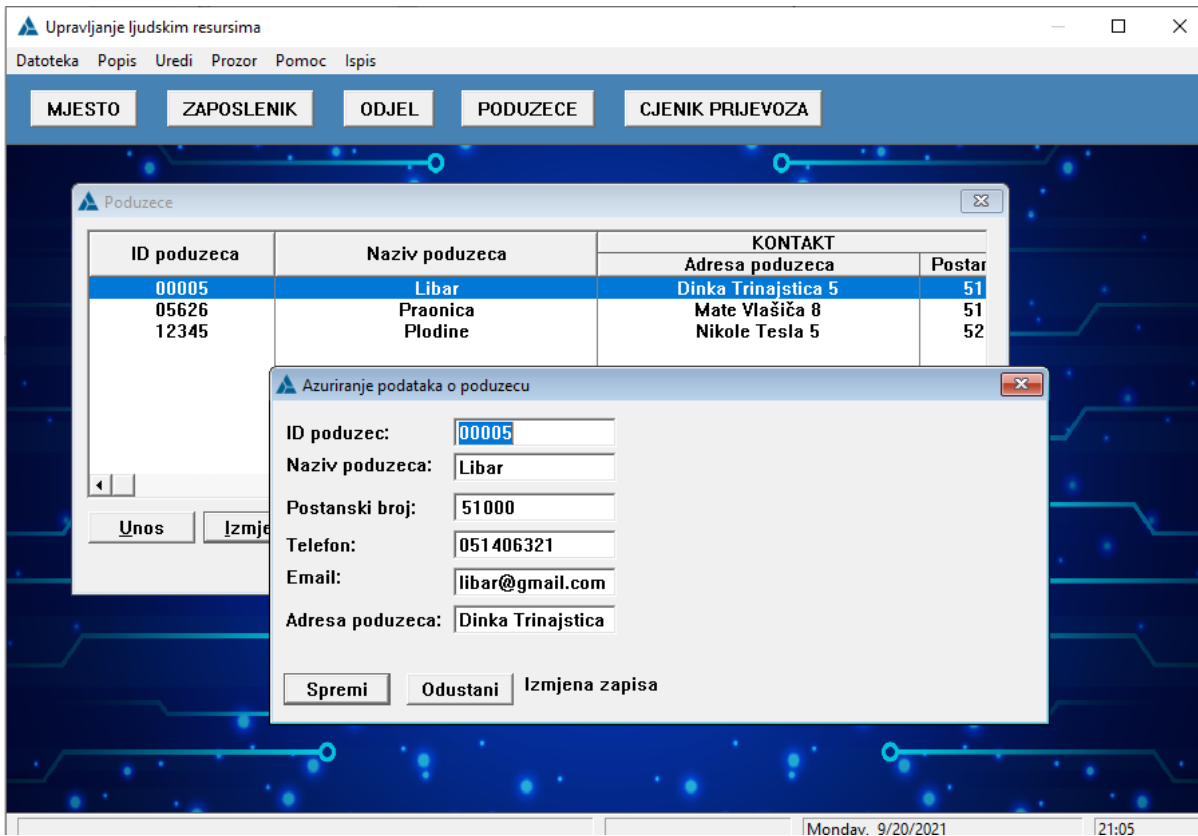 Upravljanje ljudskim resursima
Datoteka Popis Uredi Prozor Pomoc Ispis
MJESTO ZAPOSLENIK ODJEL PODUZECE CJENIK PRIJEVOZA
Poduzece
ID poduzeca Naziv poduzeca KONTAKT
Adresa poduzeca Postar
00005 Libar Dinka Trinajstica 5 51
05626 Praonica Mate Vlašiča 8 51
12345 Plodine Nikole Tesla 5 52
Unos Izmje
Azuriranje podataka o poduzecu
ID poduzec: 00005
Naziv poduzeca: Libar
Postanski broj: 51000
Telefon: 051406321
Email: libar@gmail.com
Adresa poduzeca: Dinka Trinajstica
Spremi Odustani Izmjena zapisa
Monday, 9/20/2021 21:05